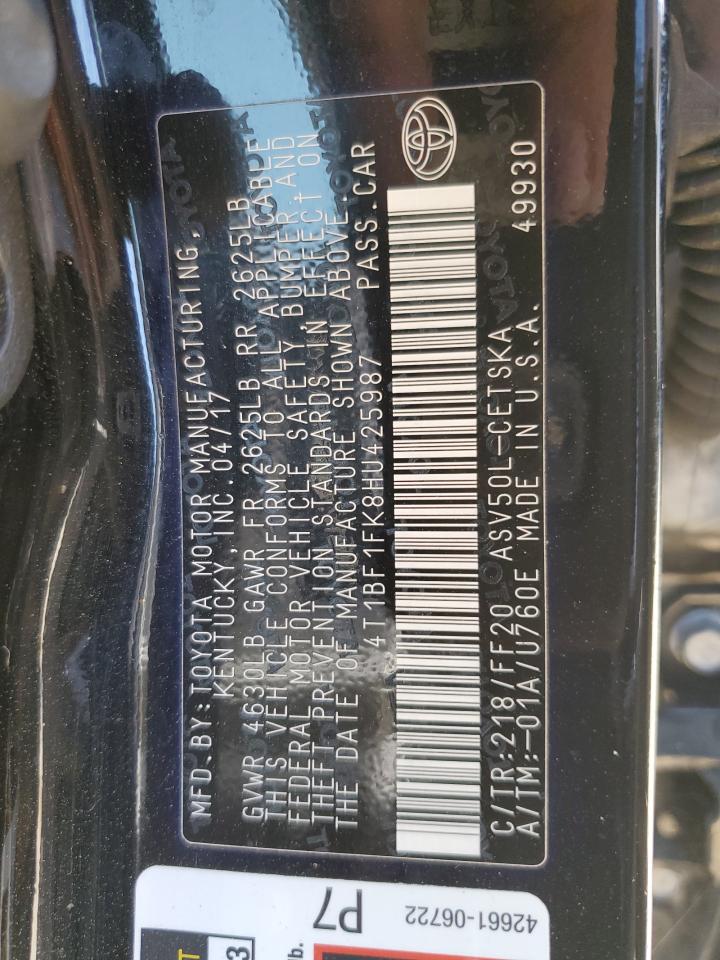 MFD.BY:TOYOTA MOTOR MANUFACTURING,
KENTUCKY, INC. 04/17
GVWR 4630LB GAWR FR 2625LB RR 2625LB
THIS VEHICLE CONFORMS TO ALL APPLICABLE
FEDERAL MOTOR VEHICLE SAFETY, BUMPER, AND
THEFT PREVENTION STANDARDS IN EFFECT ON
THE DATE OF MANUFACTURE SHOWN ABOVE.
4T1BF1FK8HU425987 PASS.CAR
C/TR:218/FF20 ASV50L-CETSKA
A/TM:-01A/U760E MADE IN U.S.A. 49930
P7
42661-06722
3
lb.